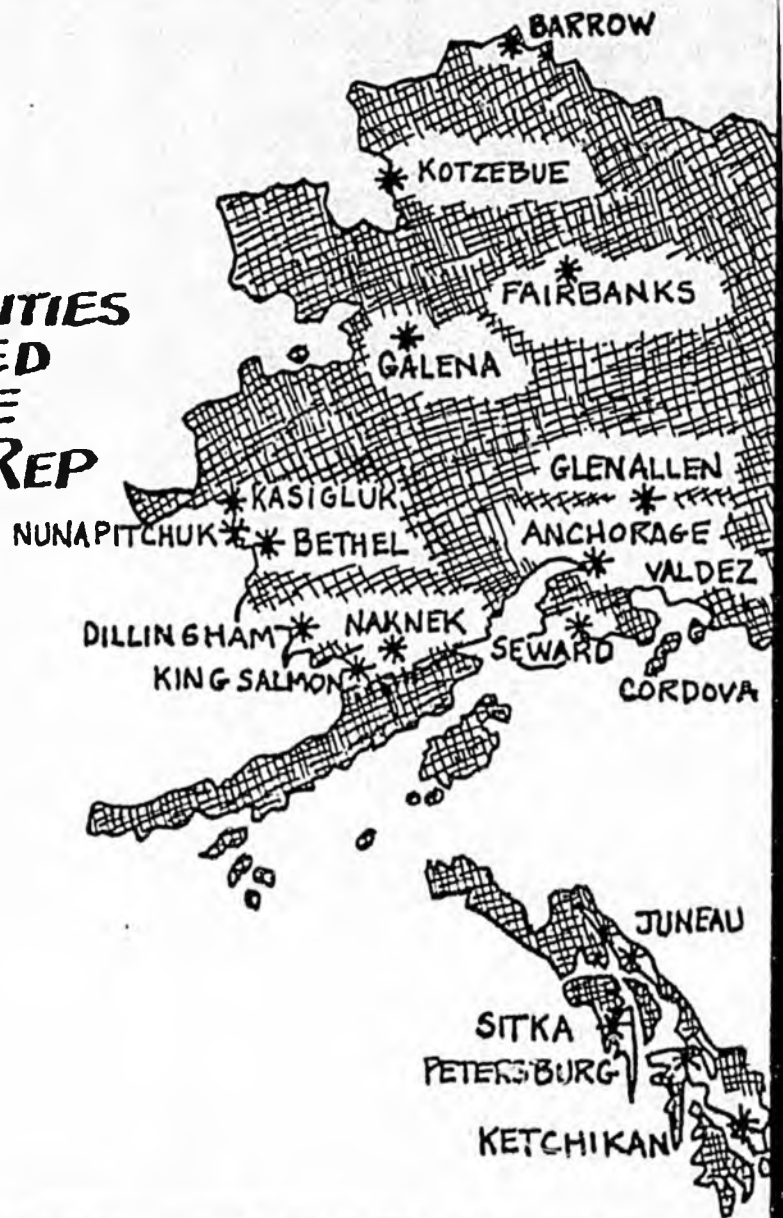 ITIES
ED
E
REP
BARROW
KOTZEBUE
FAIRBANKS
GALENA
GLENALLEN
KASIGLUK
NUNAPITCHUK
BETHEL
ANCHORAGE
VALDEZ
DILLINGHAM
NAKNEK
SEWARD
KING SALMON
CORDOVA
JUNEAU
SITKA
PETERSBURG
KETCHIKAN